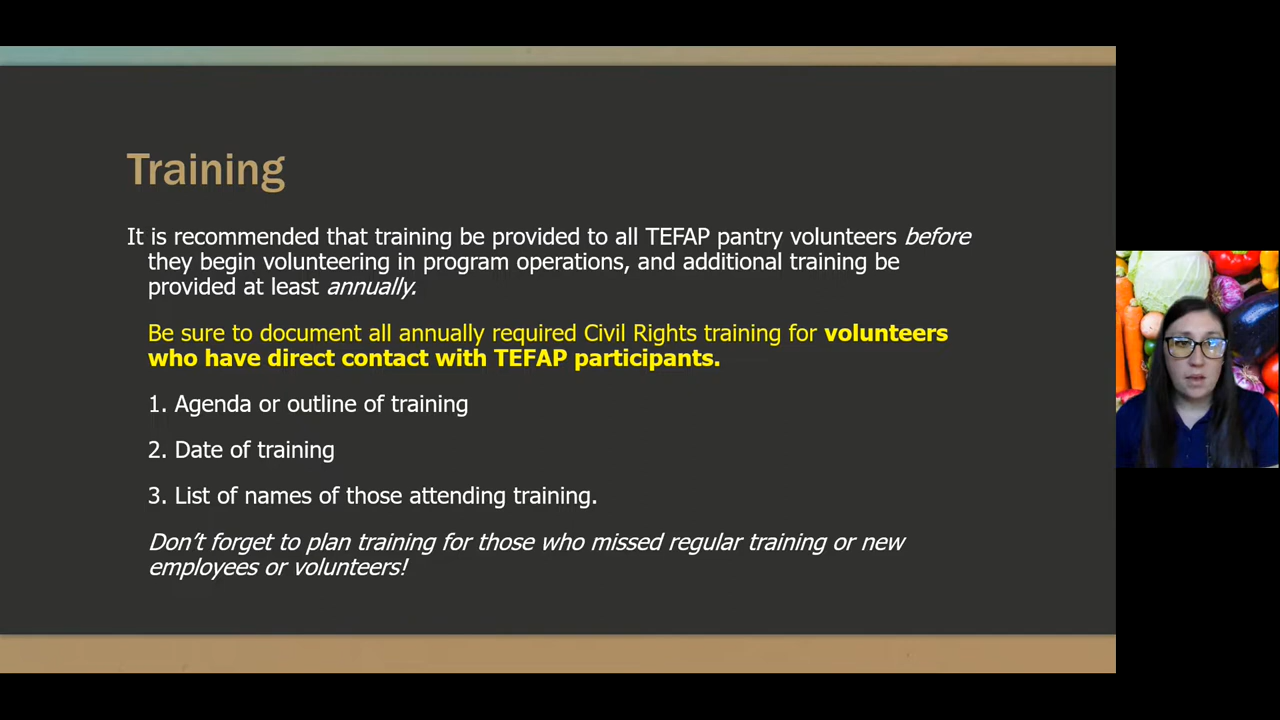 Training
It is recommended that training be provided to all TEFAP pantry volunteers before
they begin volunteering in program operations, and additional training be
provided at least annually.
Be sure to document all annually required Civil Rights training for volunteers
who have direct contact with TEFAP participants.
1. Agenda or outline of training
2. Date of training
3. List of names of those attending training.
Don't forget to plan training for those who missed regular training or new
employees or volunteers!